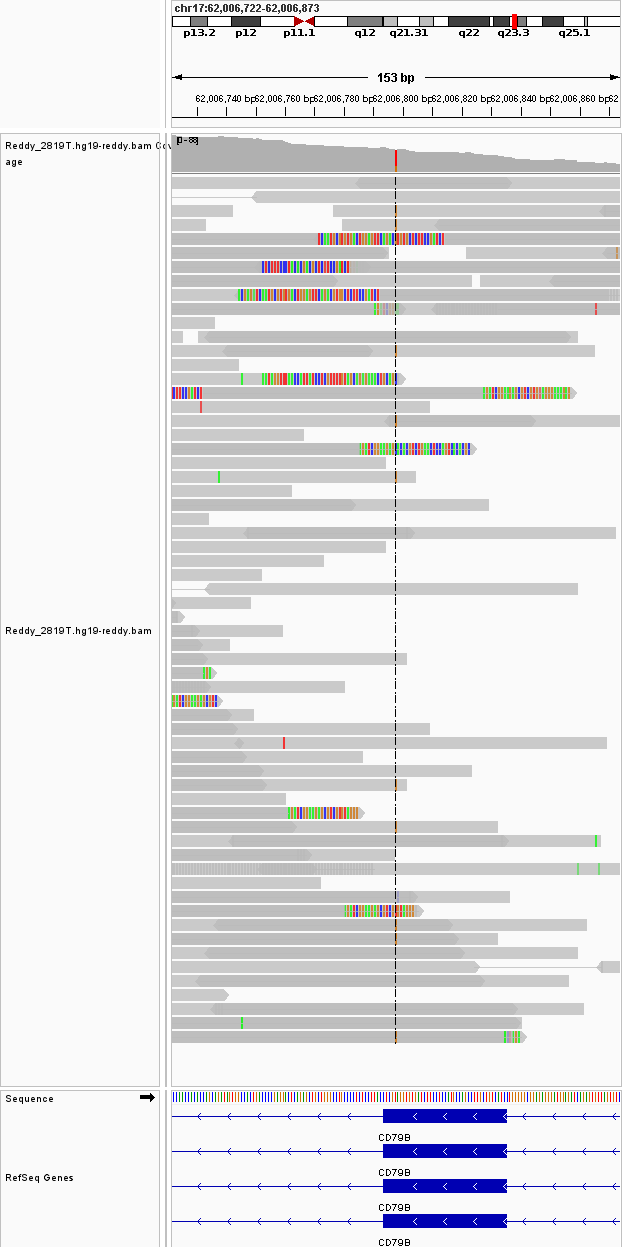 chr17:62,006,722-62,006,873
p13.2 p12 p11.1 q12 q21.31 q22 q23.3 q25.1
153 bp
62,006,740 bp 62,006,760 bp 62,006,780 bp 62,006,800 bp 62,006,820 bp 62,006,840 bp 62,006,860 bp 62
Reddy_2819T.hg19-reddy.bam Cov
age
Reddy_2819T.hg19-reddy.bam
Sequence
CD79B
CD79B
RefSeq Genes
CD79B
CD79B